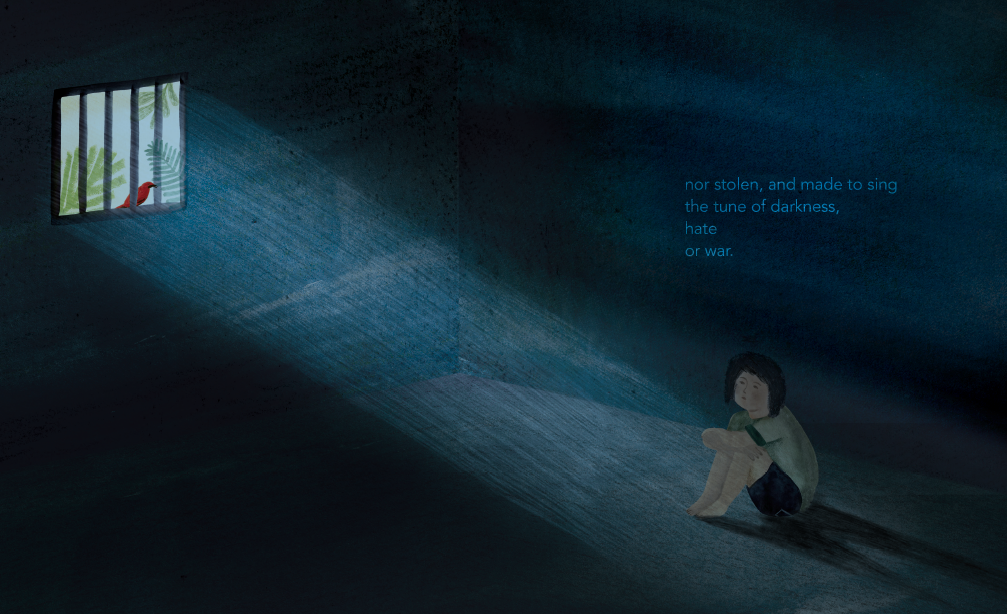 nor stolen, and made to sing
the tune of darkness,
hate
or war.